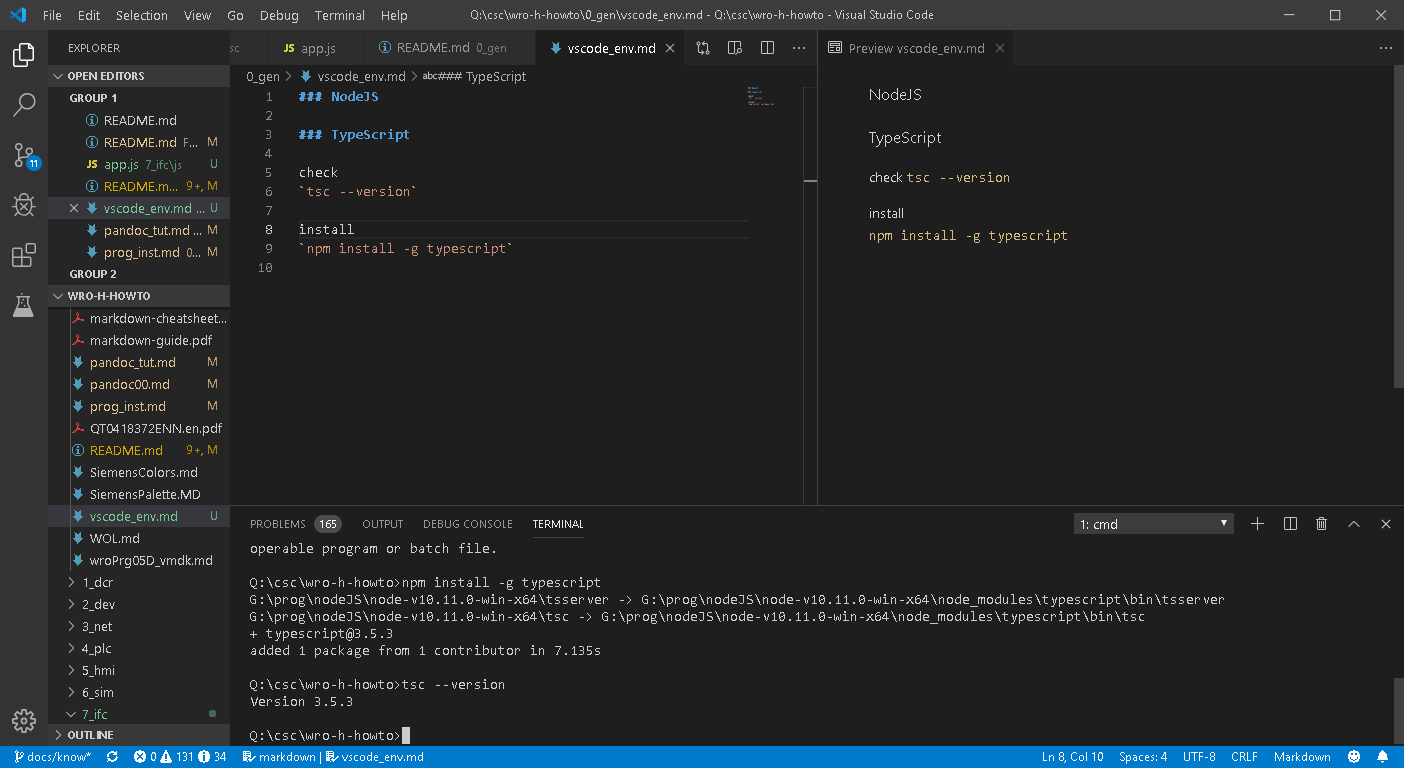 File Edit Selection View Go Debug Terminal Help Q:\csc\wro-h-howto\0_gen\vscode_env.md - Q:\csc\wro-h-howto - Visual Studio Code
EXPLORER
OPEN EDITORS
GROUP 1
README.md
README.md F... M
JS app.js 7_ifc\js U
README.m... 9+, M
vscode_env.md ... U
pandoc_tut.md ... M
prog_inst.md 0... M
GROUP 2
WRO-H-HOWTO
markdown-cheatsheet...
markdown-guide.pdf
pandoc_tut.md M
pandoc00.md M
prog_inst.md M
QT0418372ENN.en.pdf
README.md 9+, M
SiemensColors.md
SiemensPalette.MD
vscode_env.md U
WOL.md
wroPrg05D_vmdk.md
1_dcr
2_dev
3_net
4_plc
5_hmi
6_sim
7_ifc
OUTLINE
11
sc JS app.js README.md 0_gen vscode_env.md
0_gen > vscode_env.md > abc### TypeScript
1 ### NodeJS
2
3 ### TypeScript
4
5 check
6 `tsc --version`
7
8 install
9 `npm install -g typescript`
10
Preview vscode_env.md
NodeJS
TypeScript
check tsc --version
install
npm install -g typescript
PROBLEMS 165 OUTPUT DEBUG CONSOLE TERMINAL 1: cmd
operable program or batch file.
Q:\csc\wro-h-howto>npm install -g typescript
G:\prog\nodeJS\node-v10.11.0-win-x64\tsserver -> G:\prog\nodeJS\node-v10.11.0-win-x64\node_modules\typescript\bin\tsserver
G:\prog\nodeJS\node-v10.11.0-win-x64\tsc -> G:\prog\nodeJS\node-v10.11.0-win-x64\node_modules\typescript\bin\tsc
+ typescript@3.5.3
added 1 package from 1 contributor in 7.135s
Q:\csc\wro-h-howto>tsc --version
Version 3.5.3
Q:\csc\wro-h-howto>
docs/know* 0 131 34 markdown | vscode_env.md Ln 8, Col 10 Spaces: 4 UTF-8 CRLF Markdown